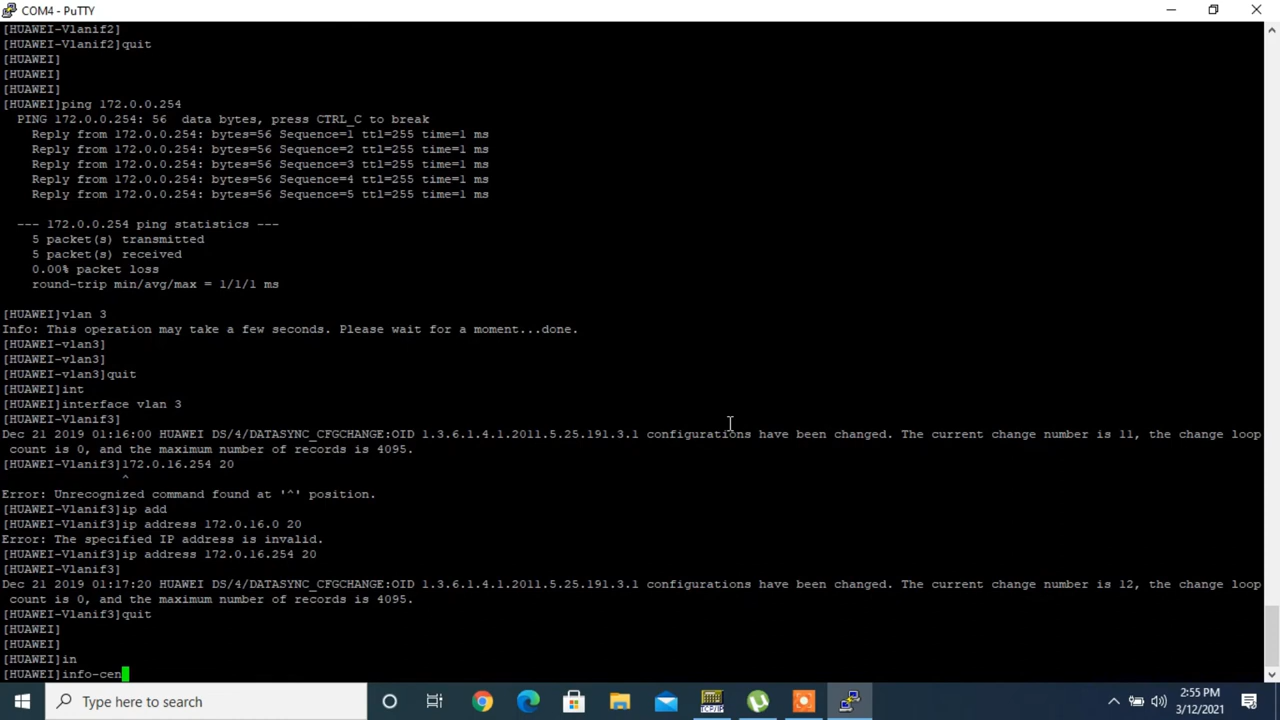 COM4 - PuTTY
[HUAWEI-Vlanif2]
[HUAWEI-Vlanif2]quit
[HUAWEI]
[HUAWEI]
[HUAWEI]
[HUAWEI]ping 172.0.0.254
  PING 172.0.0.254: 56  data bytes, press CTRL_C to break
    Reply from 172.0.0.254: bytes=56 Sequence=1 ttl=255 time=1 ms
    Reply from 172.0.0.254: bytes=56 Sequence=2 ttl=255 time=1 ms
    Reply from 172.0.0.254: bytes=56 Sequence=3 ttl=255 time=1 ms
    Reply from 172.0.0.254: bytes=56 Sequence=4 ttl=255 time=1 ms
    Reply from 172.0.0.254: bytes=56 Sequence=5 ttl=255 time=1 ms
  --- 172.0.0.254 ping statistics ---
    5 packet(s) transmitted
    5 packet(s) received
    0.00% packet loss
    round-trip min/avg/max = 1/1/1 ms
[HUAWEI]vlan 3
Info: This operation may take a few seconds. Please wait for a moment...done.
[HUAWEI-vlan3]
[HUAWEI-vlan3]
[HUAWEI-vlan3]quit
[HUAWEI]int
[HUAWEI]interface vlan 3
[HUAWEI-Vlanif3]
Dec 21 2019 01:16:00 HUAWEI DS/4/DATASYNC_CFGCHANGE:OID 1.3.6.1.4.1.2011.5.25.191.3.1 configurations have been changed. The current change number is 11, the change loop
 count is 0, and the maximum number of records is 4095.
[HUAWEI-Vlanif3]172.0.16.254 20
                ^
Error: Unrecognized command found at '^' position.
[HUAWEI-Vlanif3]ip add
[HUAWEI-Vlanif3]ip address 172.0.16.0 20
Error: The specified IP address is invalid.
[HUAWEI-Vlanif3]ip address 172.0.16.254 20
[HUAWEI-Vlanif3]
Dec 21 2019 01:17:20 HUAWEI DS/4/DATASYNC_CFGCHANGE:OID 1.3.6.1.4.1.2011.5.25.191.3.1 configurations have been changed. The current change number is 12, the change loop
 count is 0, and the maximum number of records is 4095.
[HUAWEI-Vlanif3]quit
[HUAWEI]
[HUAWEI]
[HUAWEI]in
[HUAWEI]info-cen
Type here to search
TCP/IP
2:55 PM
3/12/2021